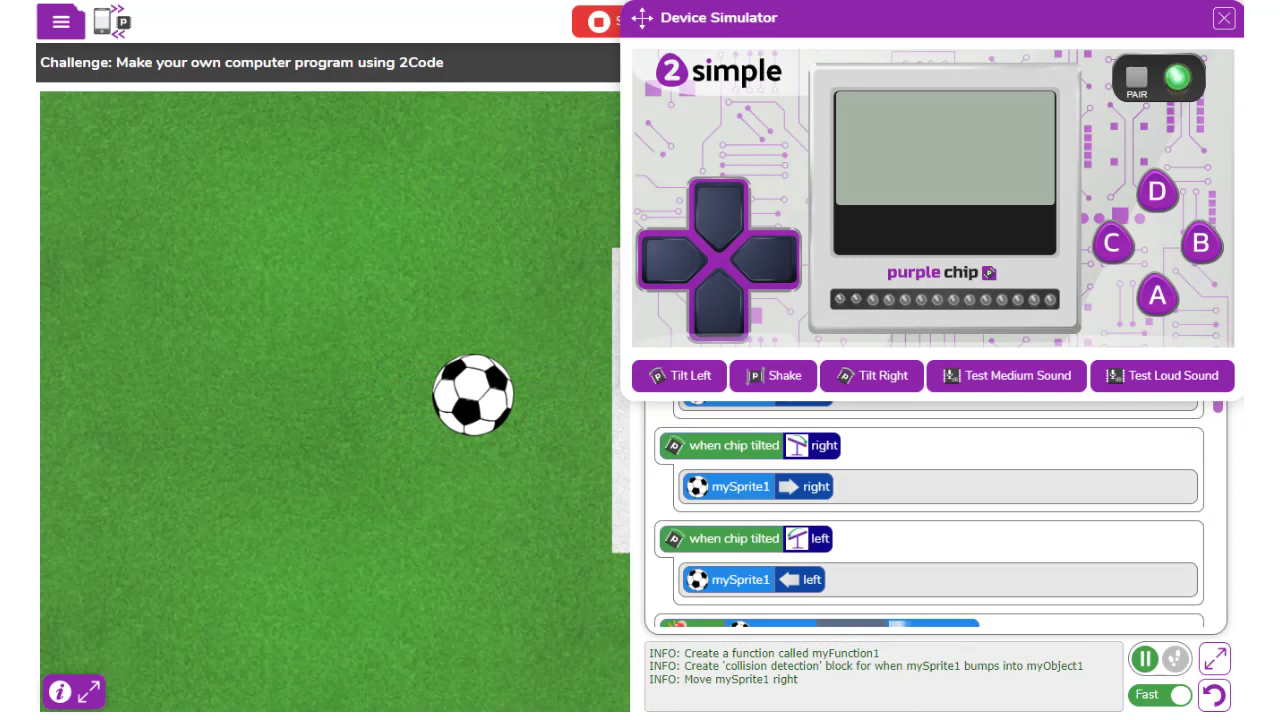 P
S
Device Simulator
Challenge: Make your own computer program using 2Code
2simple
PAIR
D
C
B
A
purple chip P
Tilt Left
Shake
Tilt Right
Test Medium Sound
Test Loud Sound
when chip tilted right
mySprite1 right
when chip tilted left
mySprite1 left
INFO: Create a function called myFunction1
INFO: Create 'collision detection' block for when mySprite1 bumps into myObject1
INFO: Move mySprite1 right
Fast
i